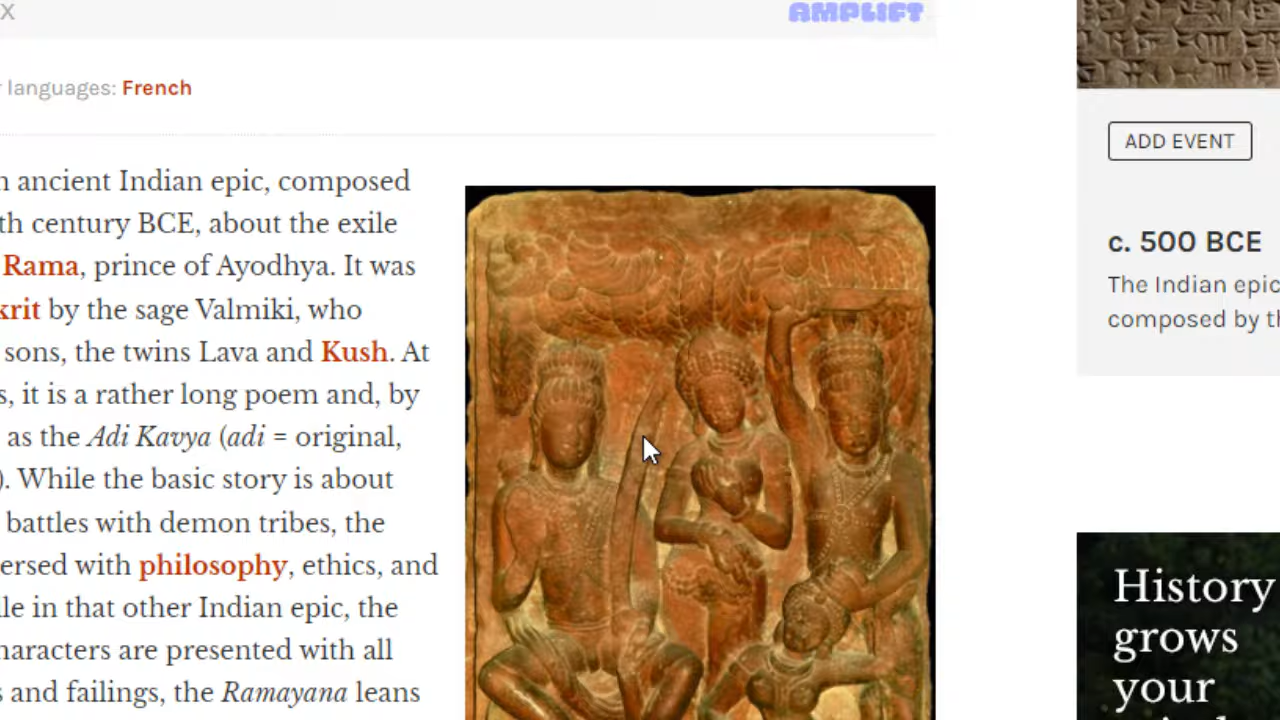 X
AMPLIFT
languages: French
ancient Indian epic, composed
th century BCE, about the exile
Rama, prince of Ayodhya. It was
krit by the sage Valmiki, who
sons, the twins Lava and Kush. At
s, it is a rather long poem and, by
as the Adi Kavya (adi = original,
). While the basic story is about
battles with demon tribes, the
ersed with philosophy, ethics, and
le in that other Indian epic, the
haracters are presented with all
s and failings, the Ramayana leans
ADD EVENT
c. 500 BCE
The Indian epic
composed by th
History
grows
your